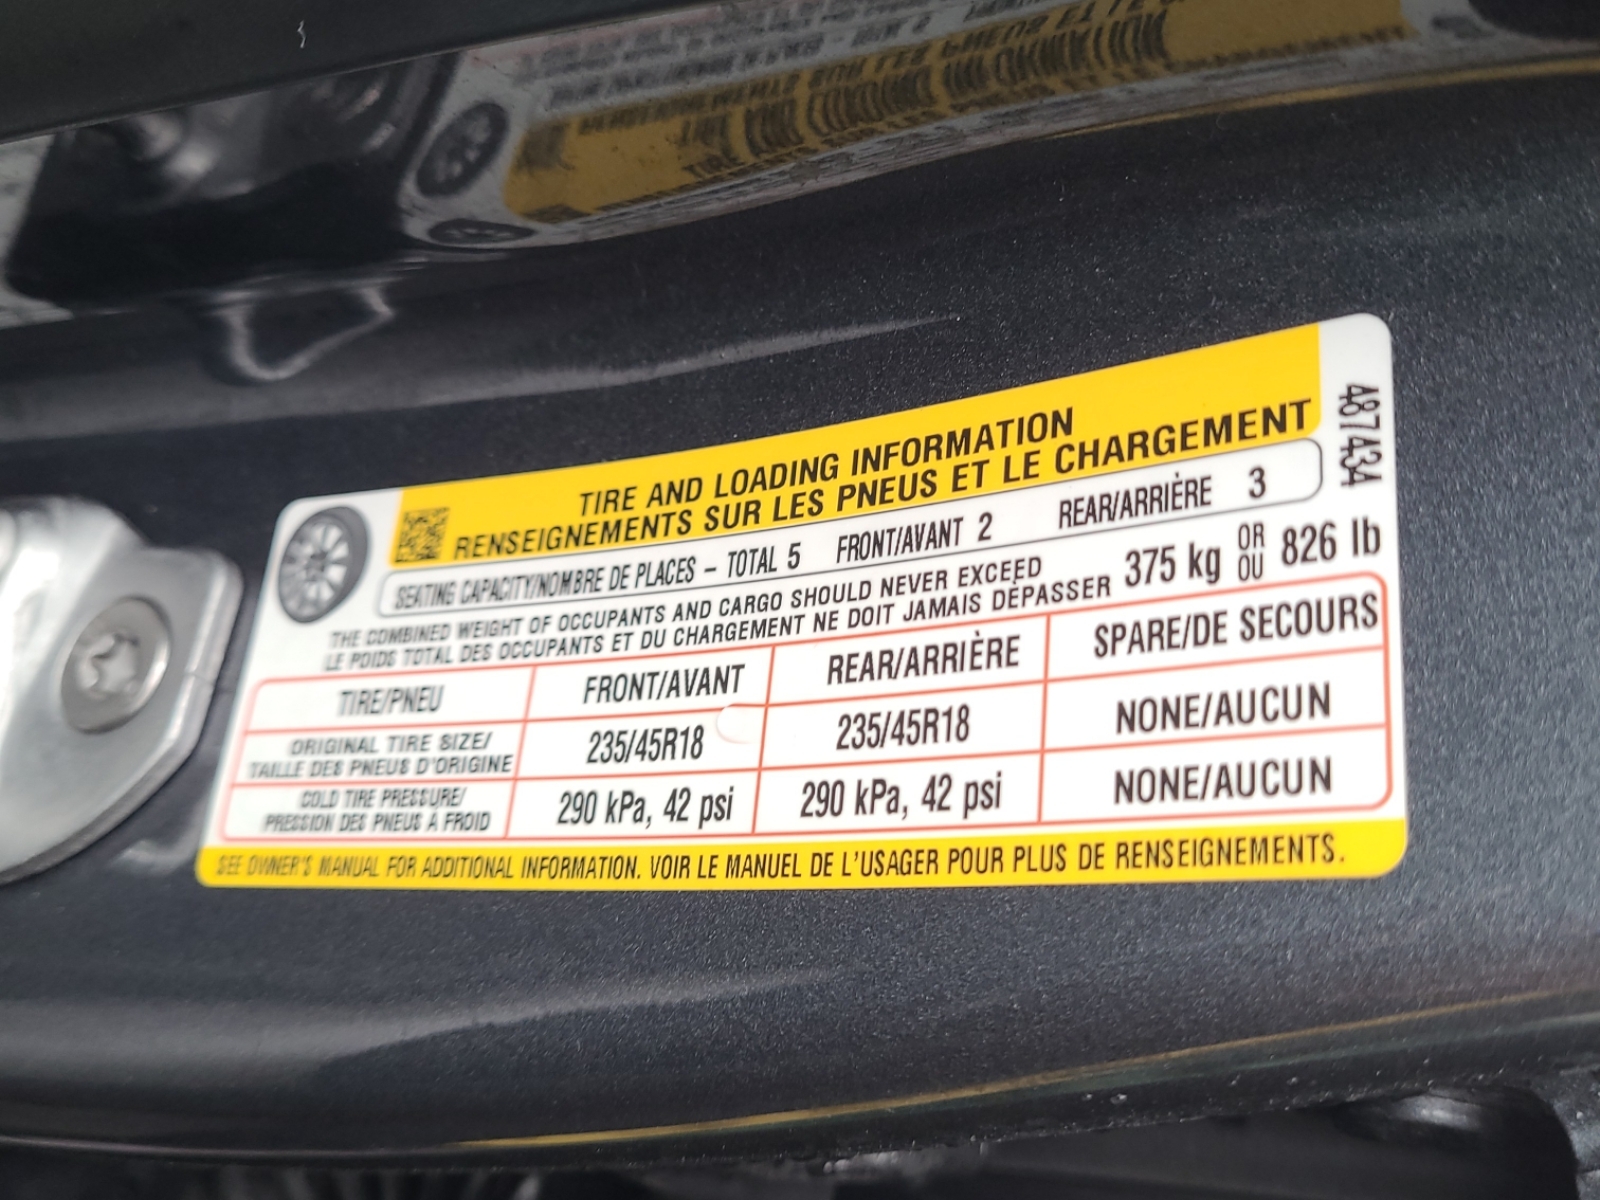 TIRE AND LOADING INFORMATION
RENSEIGNEMENTS SUR LES PNEUS ET LE CHARGEMENT
4874434
SEATING CAPACITY/NOMBRE DE PLACES – TOTAL 5 FRONT/AVANT 2 REAR/ARRIÈRE 3
THE COMBINED WEIGHT OF OCCUPANTS AND CARGO SHOULD NEVER EXCEED
LE POIDS TOTAL DES OCCUPANTS ET DU CHARGEMENT NE DOIT JAMAIS DÉPASSER
375 kg OR OU 826 lb
TIRE/PNEU FRONT/AVANT REAR/ARRIÈRE SPARE/DE SECOURS
ORIGINAL TIRE SIZE/
TAILLE DES PNEUS D'ORIGINE
235/45R18 235/45R18 NONE/AUCUN
COLD TIRE PRESSURE/
PRESSION DES PNEUS A FROID
290 kPa, 42 psi 290 kPa, 42 psi NONE/AUCUN
SEE OWNER'S MANUAL FOR ADDITIONAL INFORMATION. VOIR LE MANUEL DE L'USAGER POUR PLUS DE RENSEIGNEMENTS.